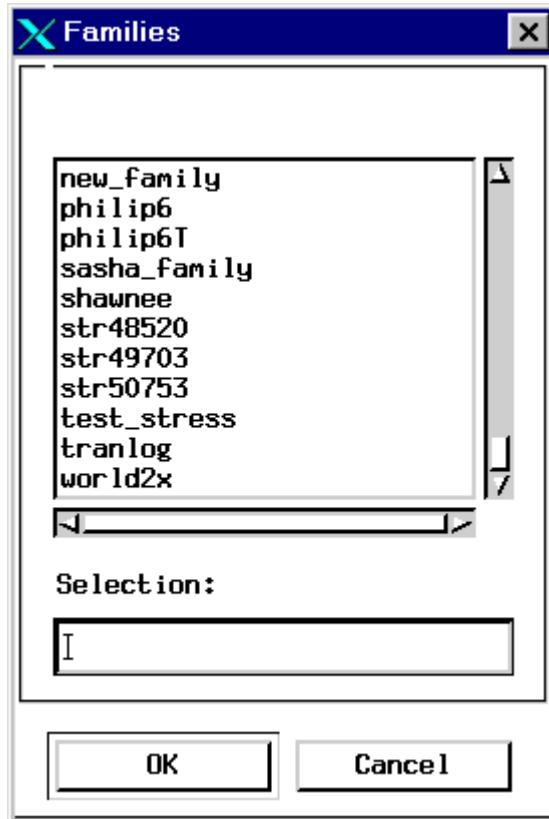 Families
new_family
philip6
philip6T
sasha_family
shawnee
str48520
str49703
str50753
test_stress
tranlog
world2x
Selection:
OK
Cancel